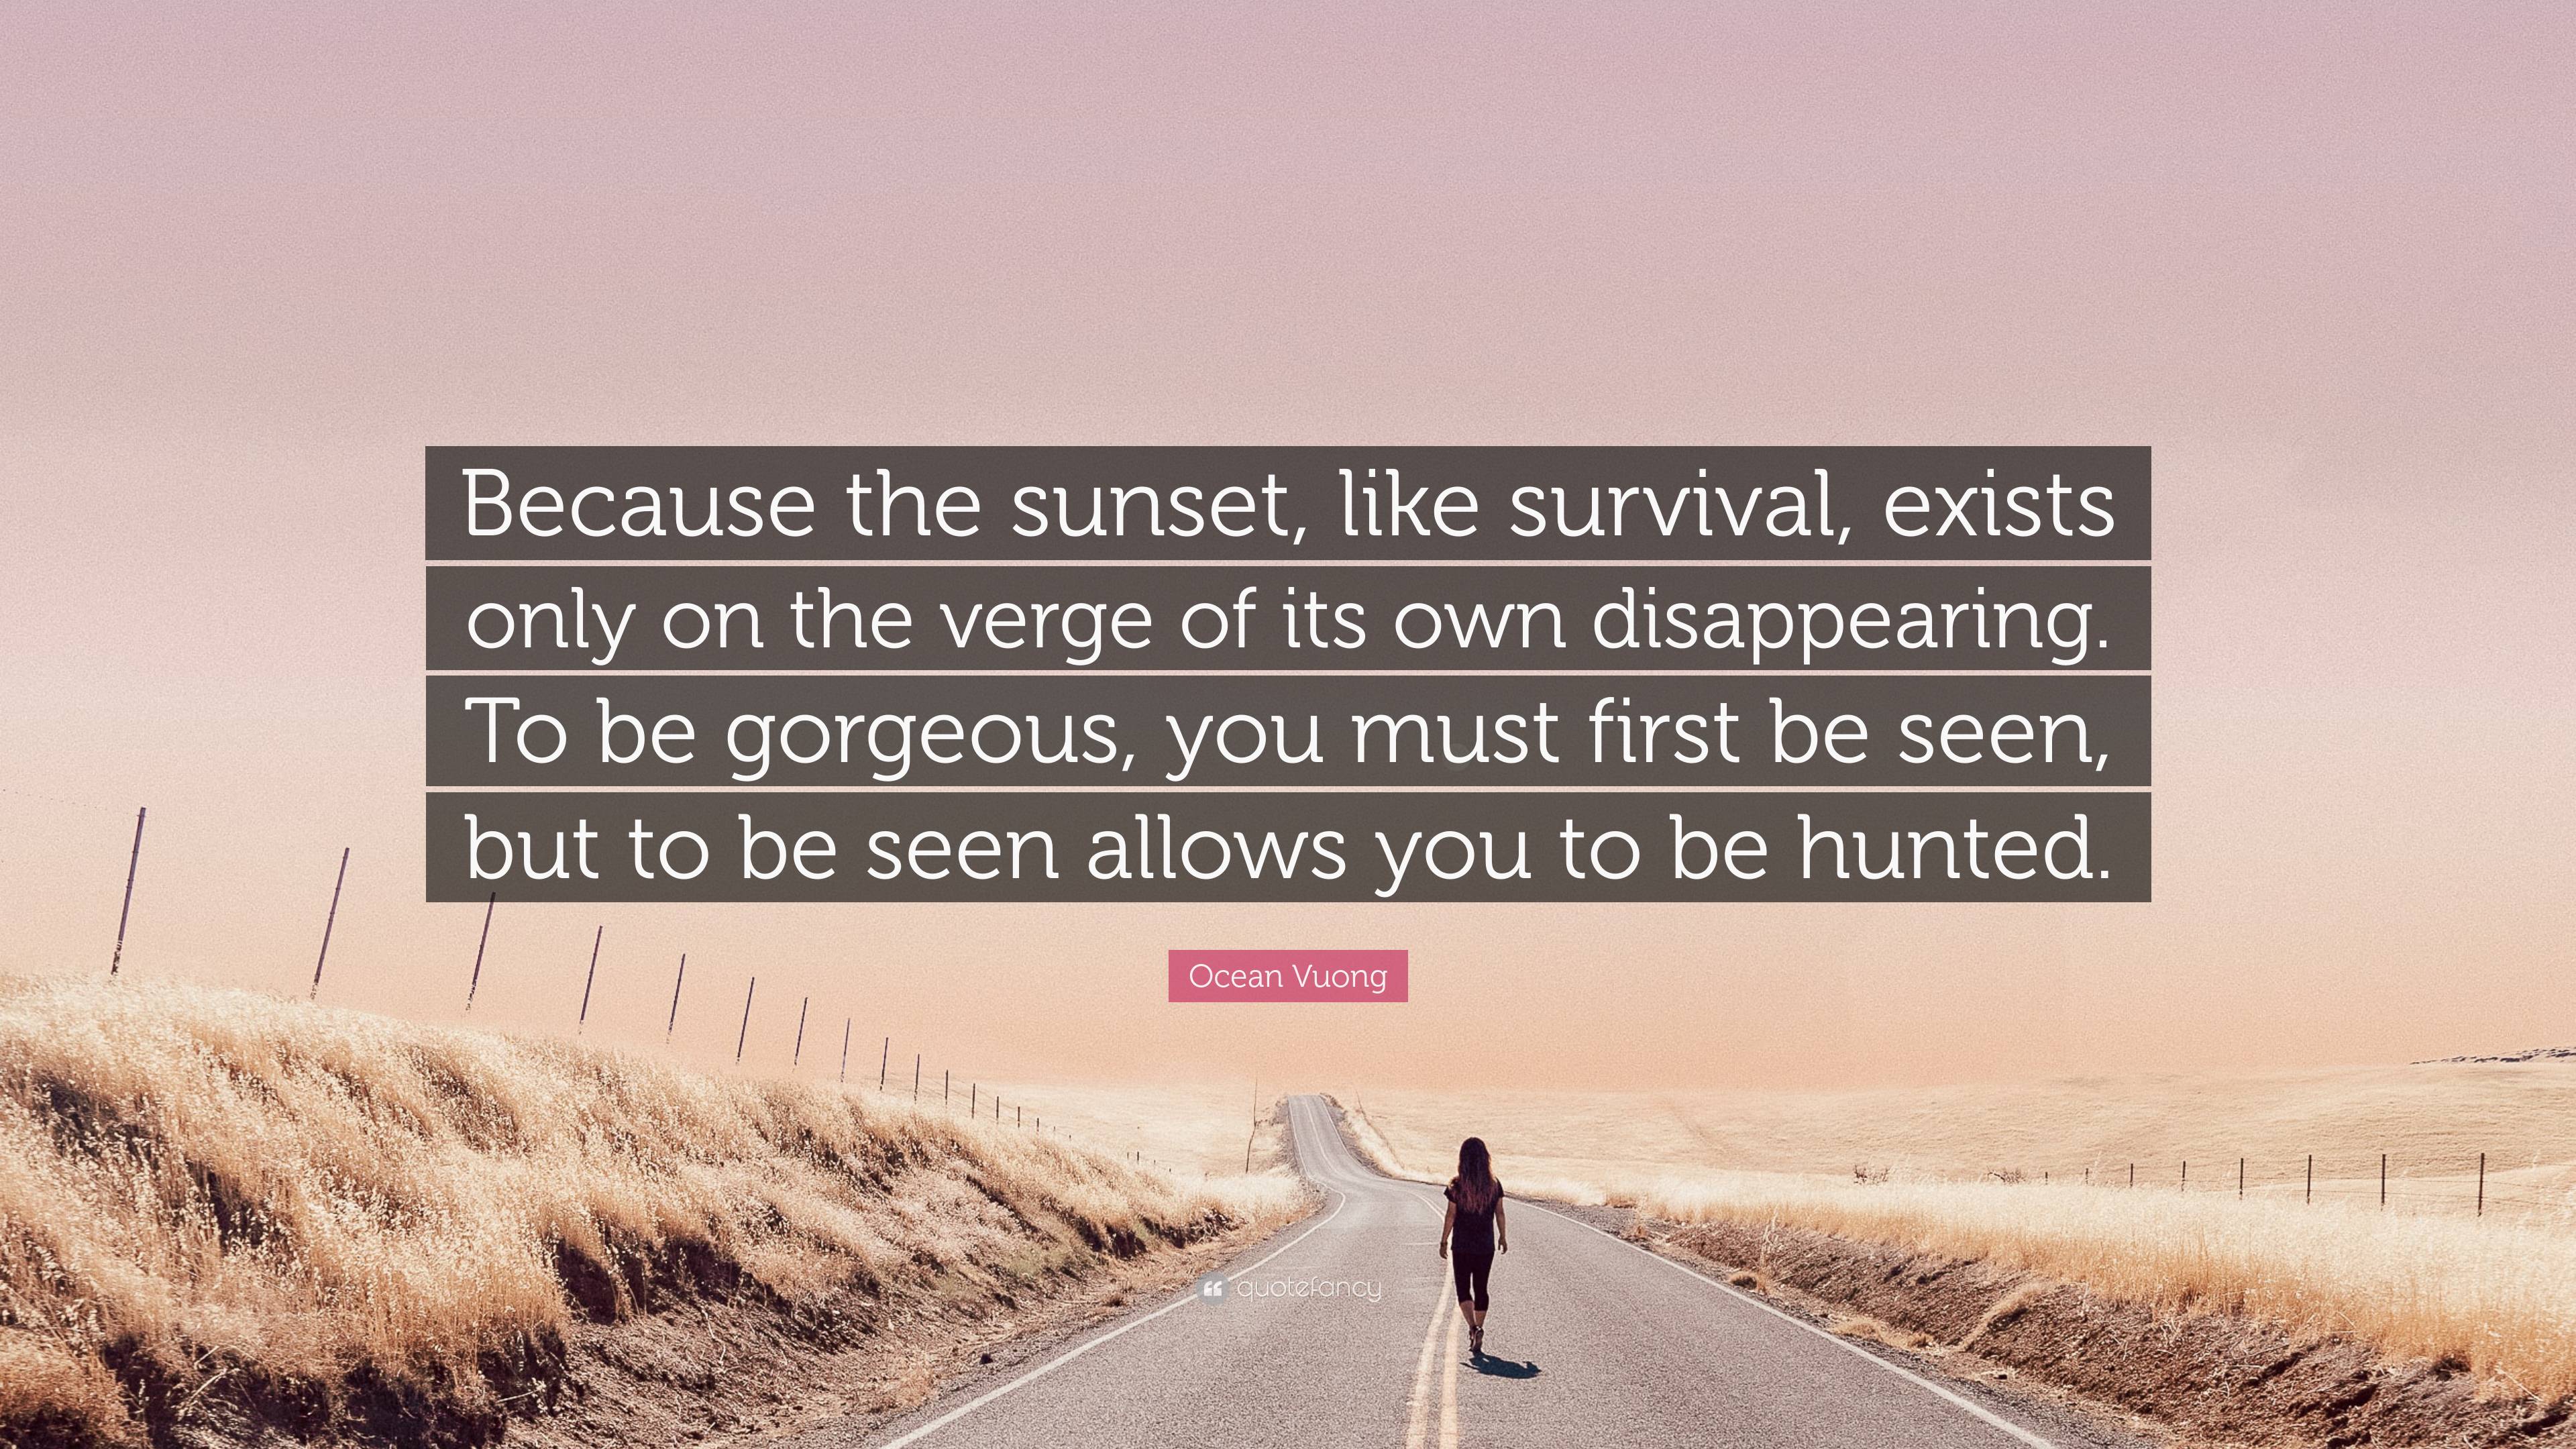 Because the sunset, like survival, exists
only on the verge of its own disappearing.
To be gorgeous, you must first be seen,
but to be seen allows you to be hunted.
Ocean Vuong
quotefancy